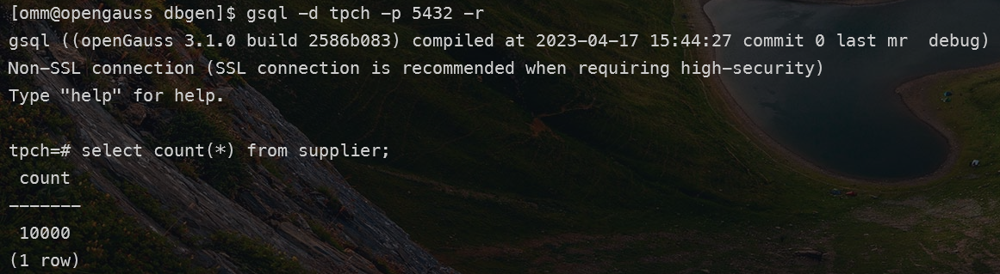 [omm@opengauss dbgen]$ gsql -d tpch -p 5432 -r
gsql ((openGauss 3.1.0 build 2586b083) compiled at 2023-04-17 15:44:27 commit 0 last mr  debug)
Non-SSL connection (SSL connection is recommended when requiring high-security)
Type "help" for help.

tpch=# select count(*) from supplier;
 count
-------
 10000
(1 row)